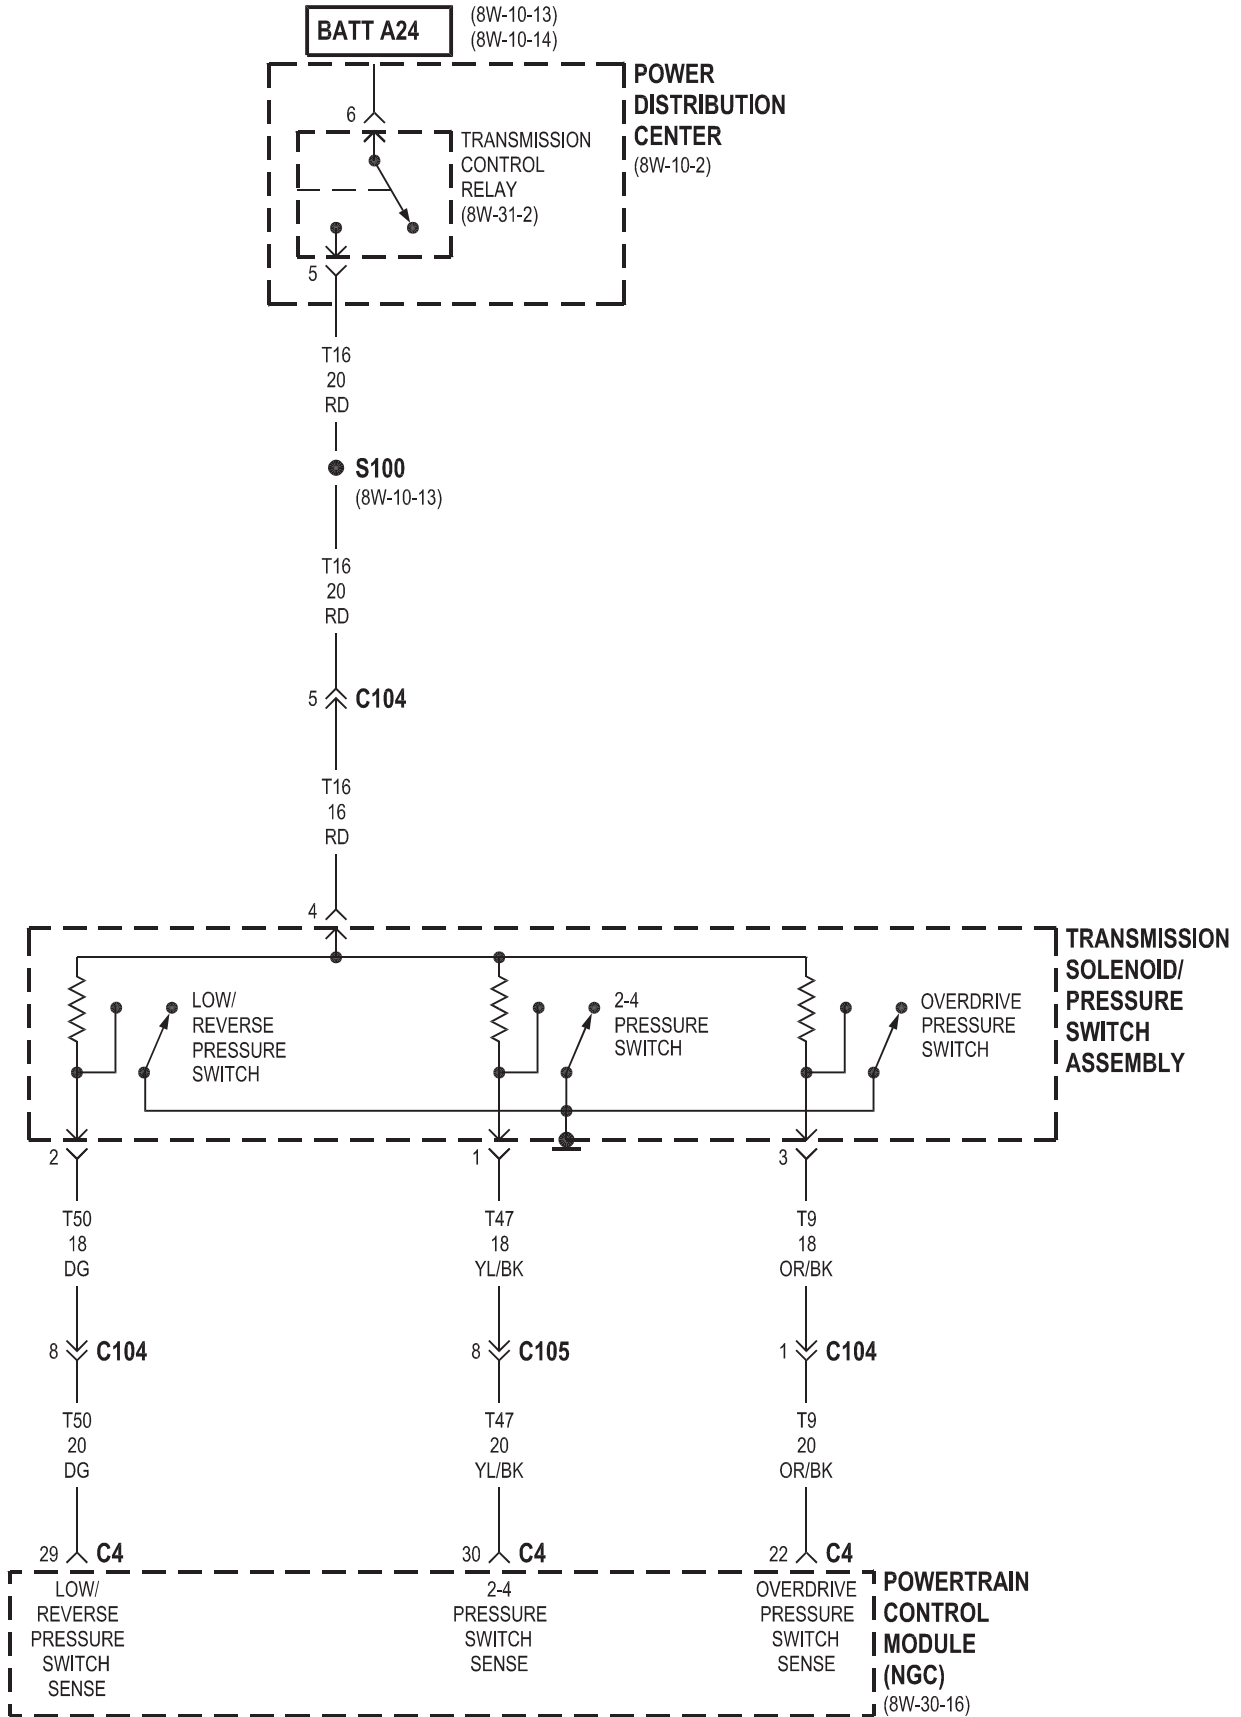 BATT A24
(8W-10-13)
(8W-10-14)
POWER
DISTRIBUTION
CENTER
(8W-10-2)
6
TRANSMISSION
CONTROL
RELAY
(8W-31-2)
5
T16
20
RD
S100
(8W-10-13)
T16
20
RD
5
C104
T16
16
RD
4
TRANSMISSION
SOLENOID/
PRESSURE
SWITCH
ASSEMBLY
LOW/
REVERSE
PRESSURE
SWITCH
2-4
PRESSURE
SWITCH
OVERDRIVE
PRESSURE
SWITCH
2
1
3
T50
18
DG
T47
18
YL/BK
T9
18
OR/BK
8
C104
8
C105
1
C104
T50
20
DG
T47
20
YL/BK
T9
20
OR/BK
29
C4
30
C4
22
C4
LOW/
REVERSE
PRESSURE
SWITCH
SENSE
2-4
PRESSURE
SWITCH
SENSE
OVERDRIVE
PRESSURE
SWITCH
SENSE
POWERTRAIN
CONTROL
MODULE
(NGC)
(8W-30-16)